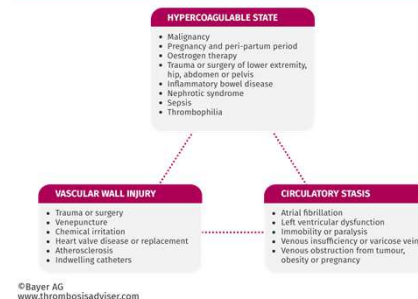 HYPERCOAGULABLE STATE
• Malignancy
• Pregnancy and peri-partum period
• Oestrogen therapy
• Trauma or surgery of lower extremity,
hip, abdomen or pelvis
• Inflammatory bowel disease
• Nephrotic syndrome
• Sepsis
• Thrombophilia
VASCULAR WALL INJURY
• Trauma or surgery
• Venepuncture
• Chemical irritation
• Heart valve disease or replacement
• Atherosclerosis
• Indwelling catheters
CIRCULATORY STASIS
• Atrial fibrillation
• Left ventricular dysfunction
• Immobility or paralysis
• Venous insufficiency or varicose vein
• Venous obstruction from tumour,
obesity or pregnancy
©Bayer AG
www.thrombosisadviser.com